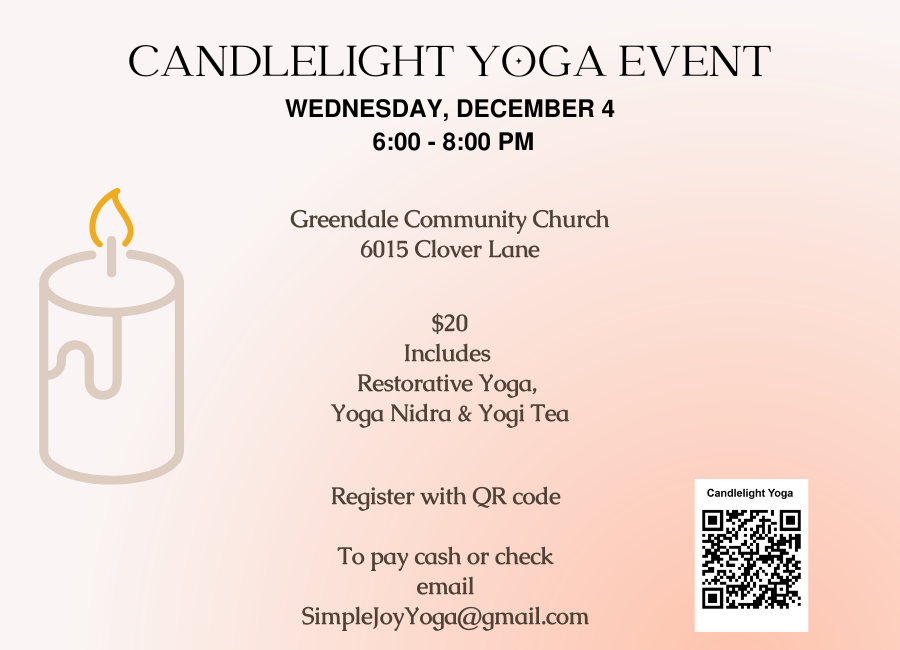 CANDLELIGHT YOGA EVENT
WEDNESDAY, DECEMBER 4
6:00 - 8:00 PM
Greendale Community Church
6015 Clover Lane
$20
Includes
Restorative Yoga,
Yoga Nidra & Yogi Tea
Register with QR code
Candlelight Yoga
To pay cash or check
email
SimpleJoyYoga@gmail.com